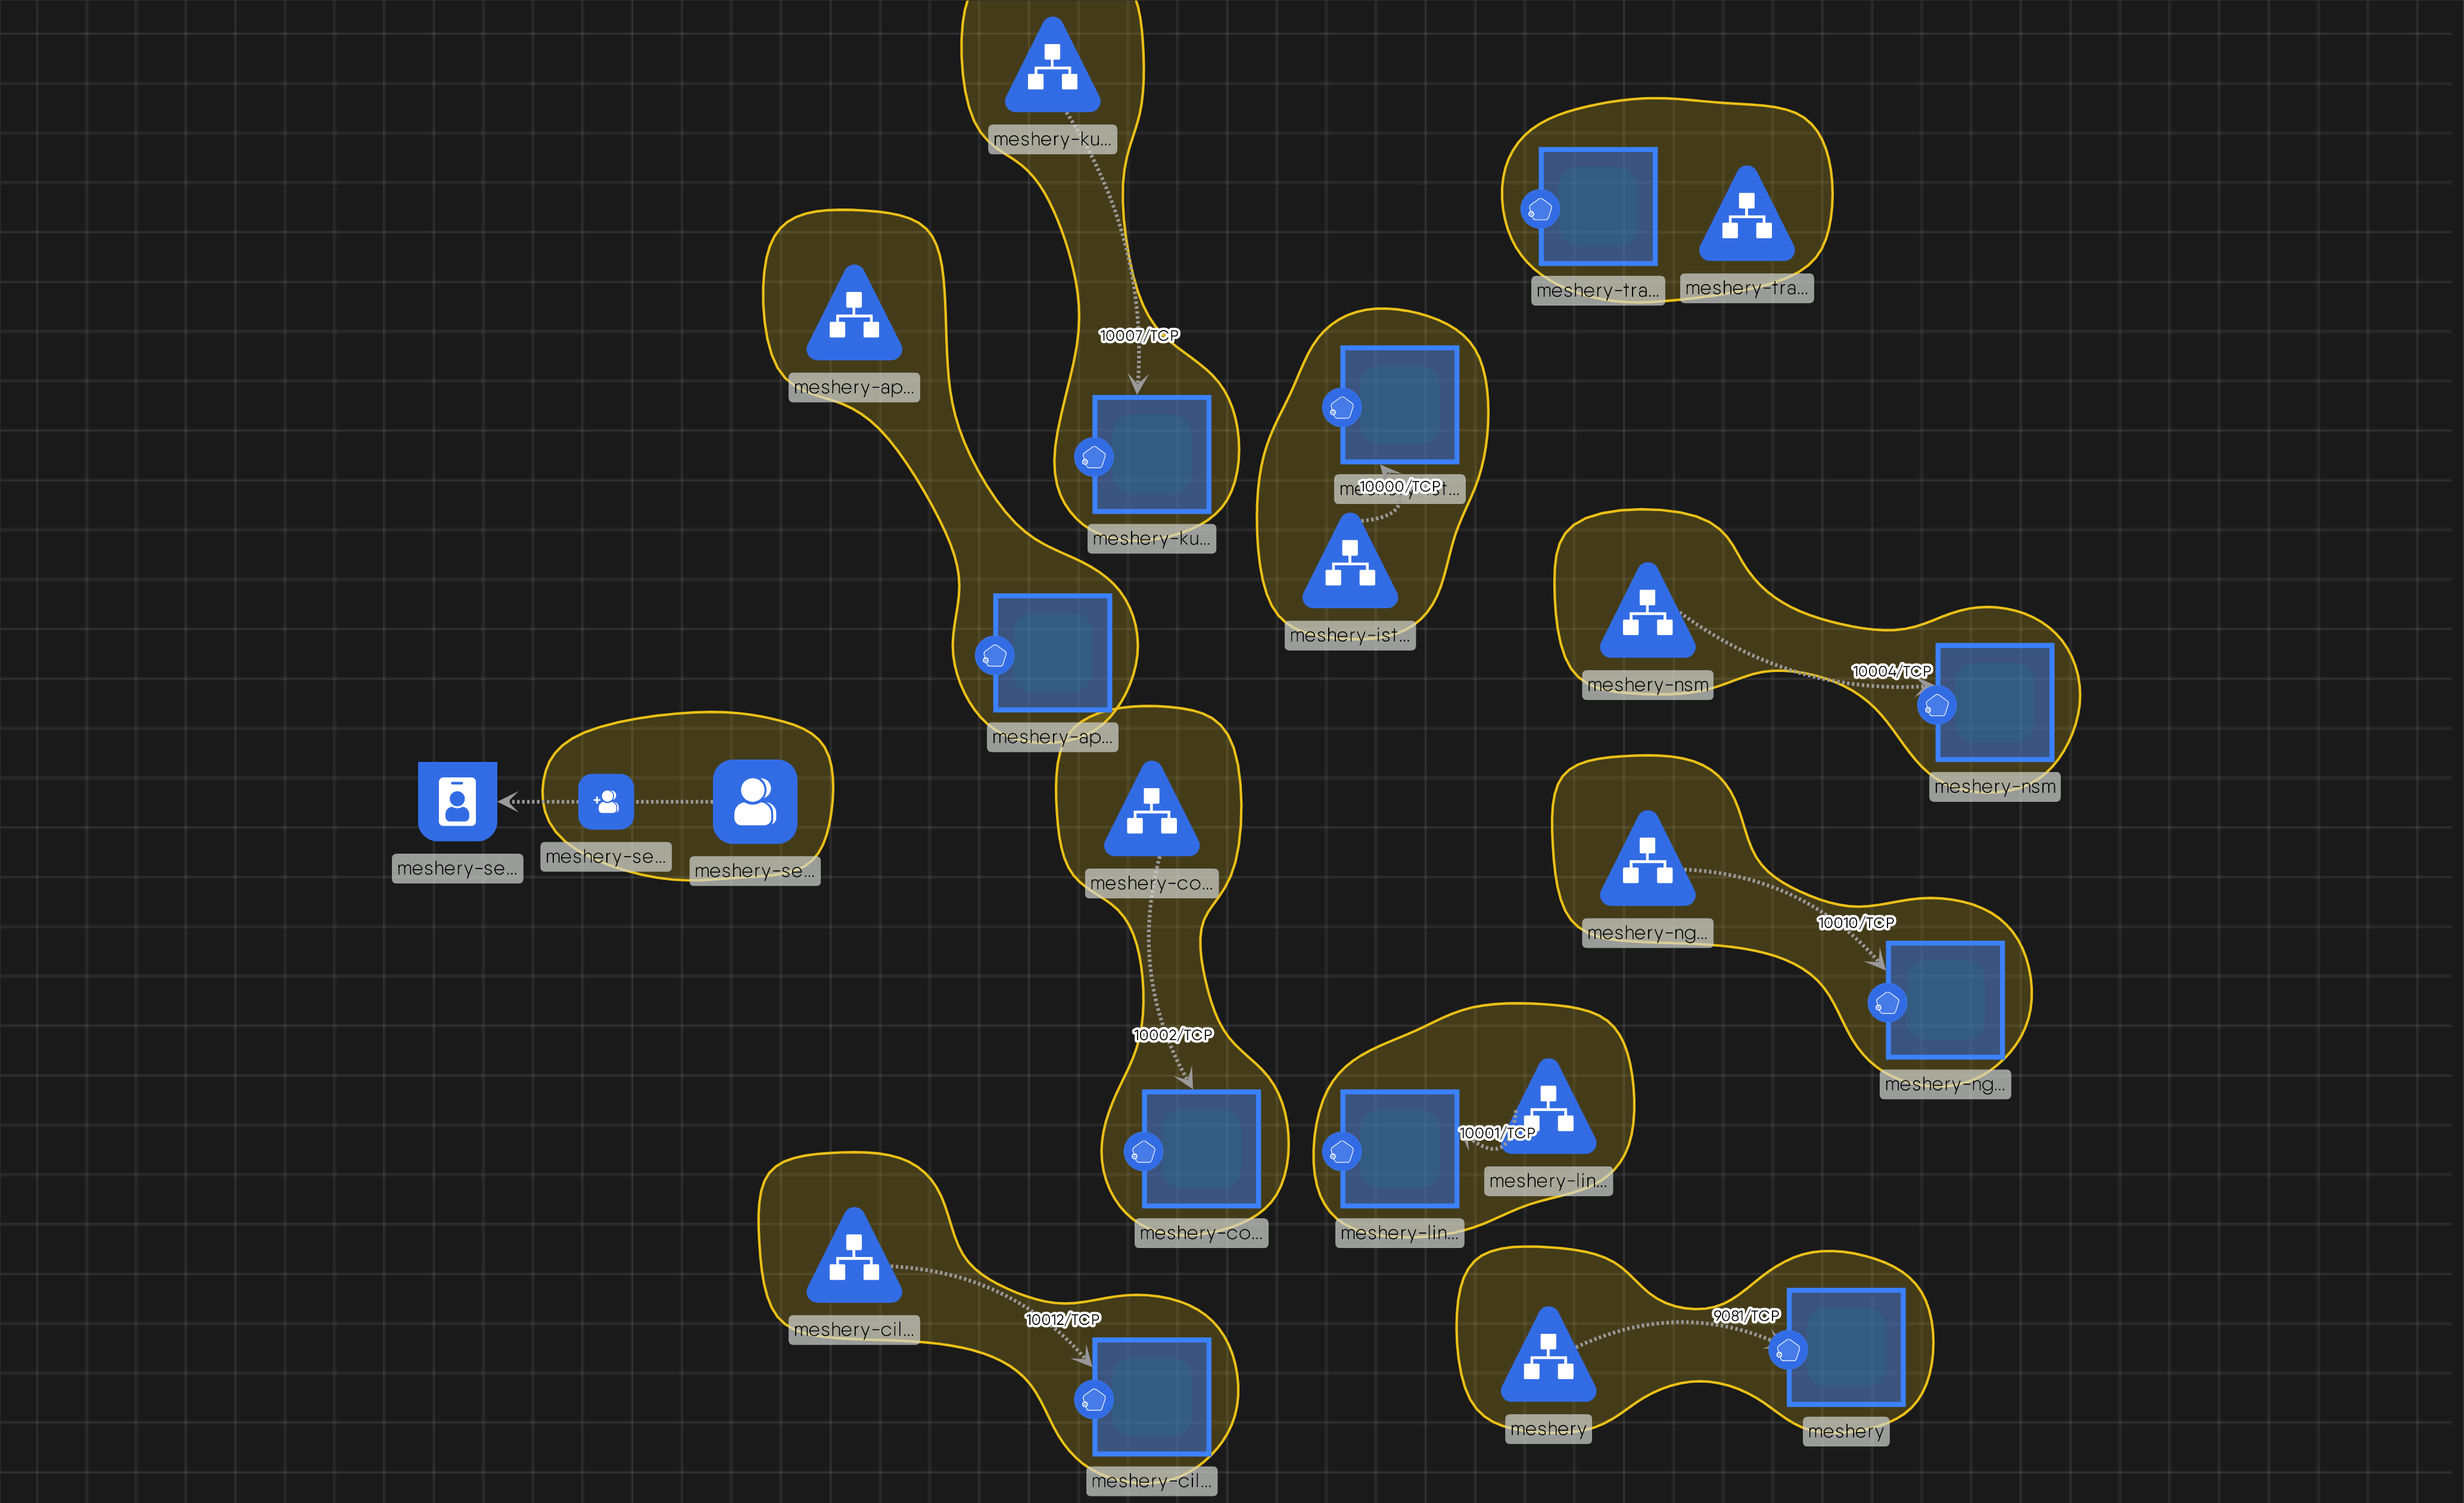 meshery-ku...
meshery-tra...
meshery-tra...
10007/TCP
meshery-ap...
10000/TCP
meshery-ku...
meshery-ist...
10004/TCP
meshery-nsm
meshery-ap...
meshery-nsm
meshery-se...
meshery-se...
meshery-se...
meshery-co...
10010/TCP
meshery-ng...
10002/TCP
meshery-ng...
10001/TCP
meshery-lin...
meshery-co...
meshery-lin...
9081/TCP
10012/TCP
meshery-cil...
meshery
meshery
meshery-cil...